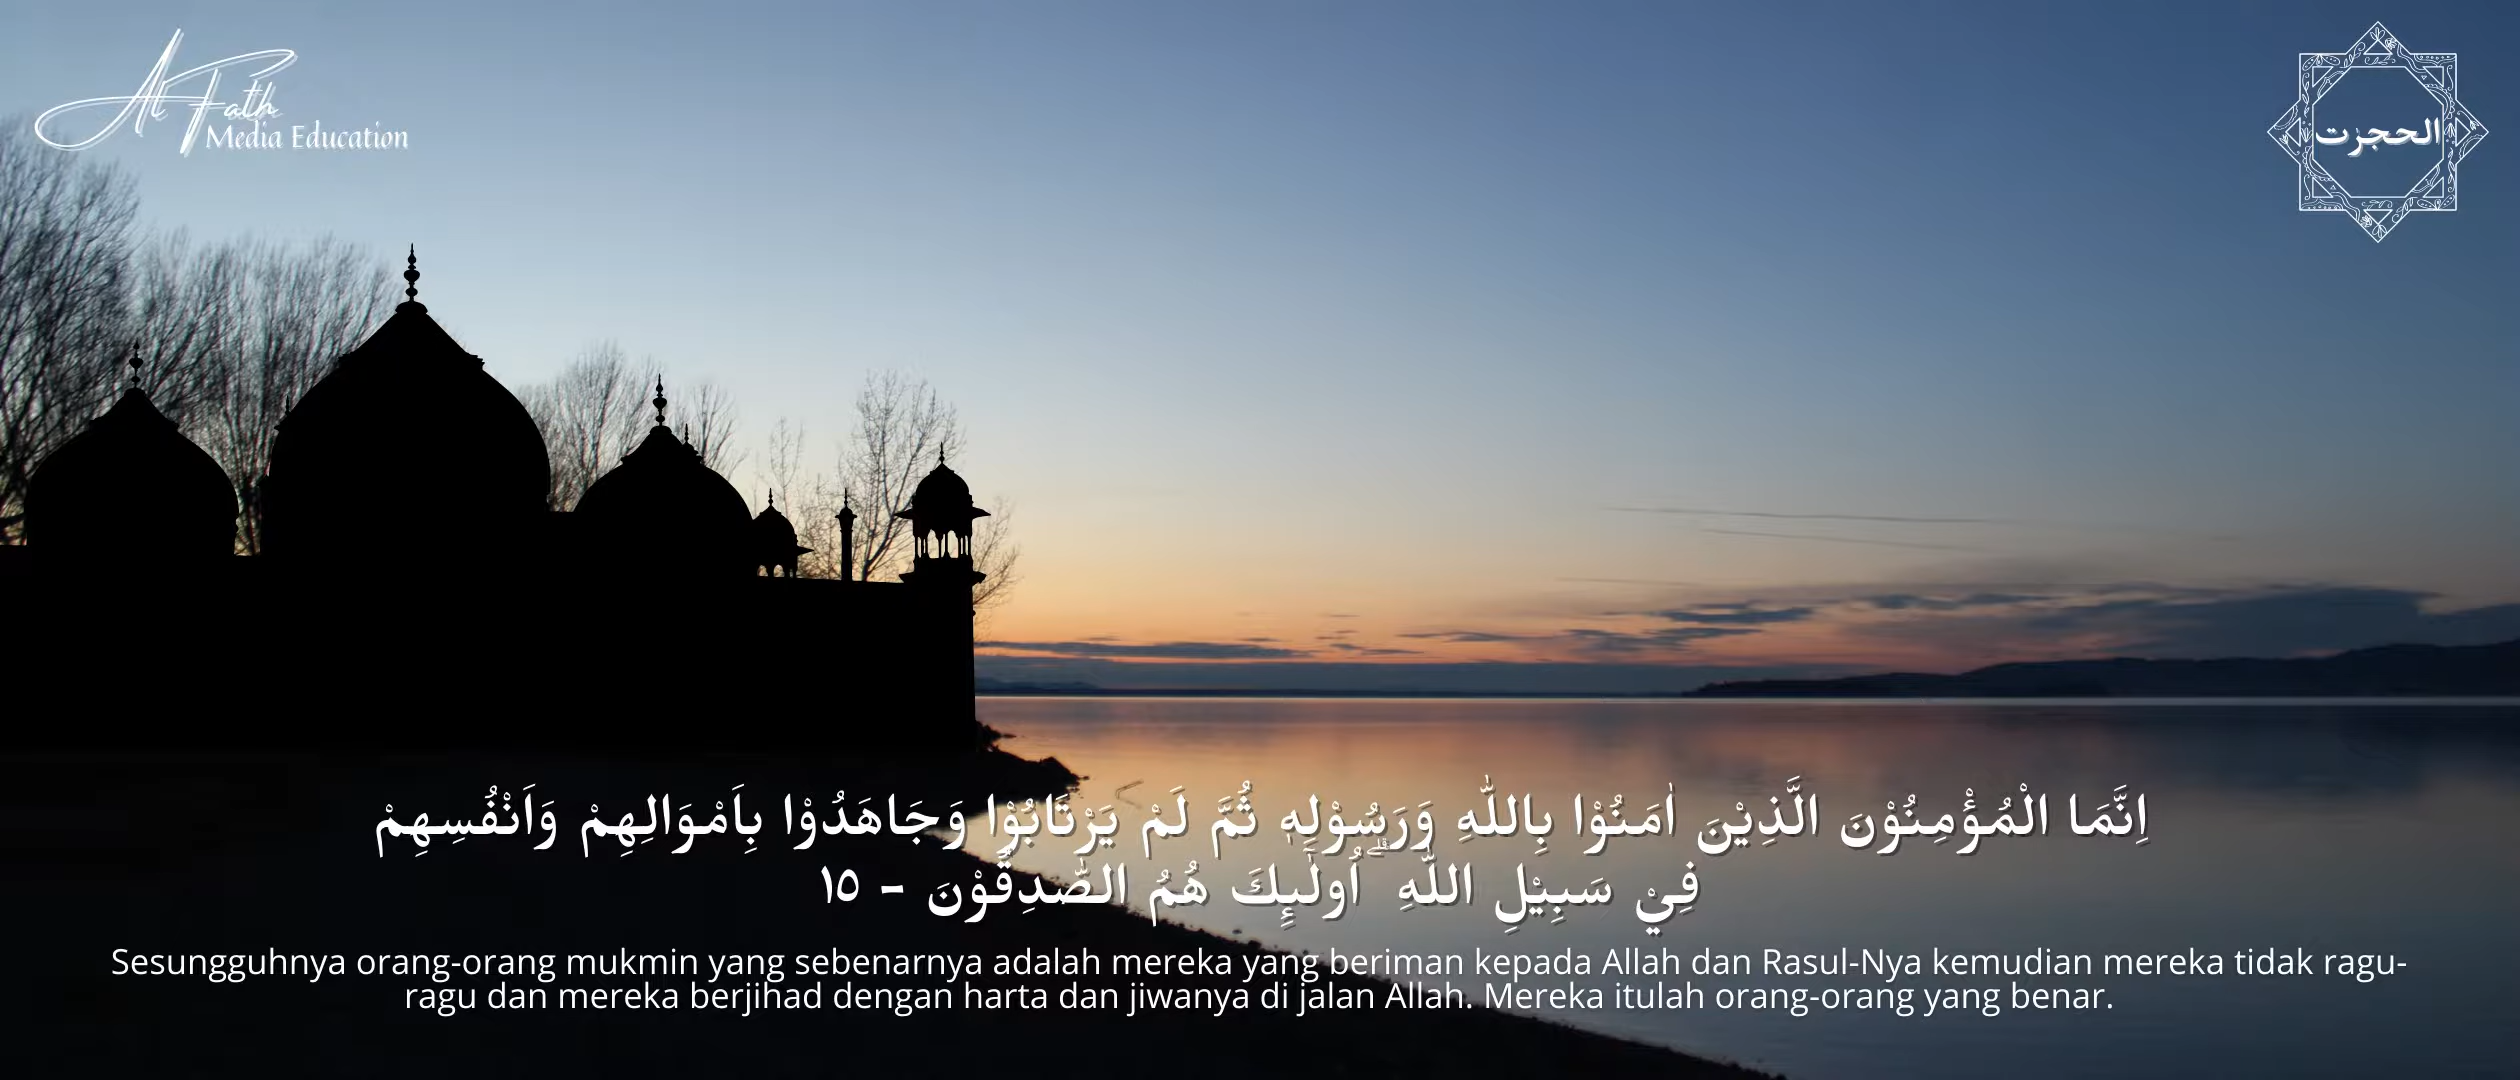 Al Fath
Media Education
الحجرٰت
اِنَّمَا الْمُؤْمِنُوْنَ الَّذِيْنَ اٰمَنُوْا بِاللّٰهِ وَرَسُوْلِهٖ ثُمَّ لَمْ يَرْتَابُوْا وَجَاهَدُوْا بِاَمْوَالِهِمْ وَاَنْفُسِهِمْ
فِيْ سَبِيْلِ اللّٰهِ ۗ اُولٰۤىِٕكَ هُمُ الصّٰدِقُوْنَ - ١٥
Sesungguhnya orang-orang mukmin yang sebenarnya adalah mereka yang beriman kepada Allah dan Rasul-Nya kemudian mereka tidak ragu-
ragu dan mereka berjihad dengan harta dan jiwanya di jalan Allah. Mereka itulah orang-orang yang benar.